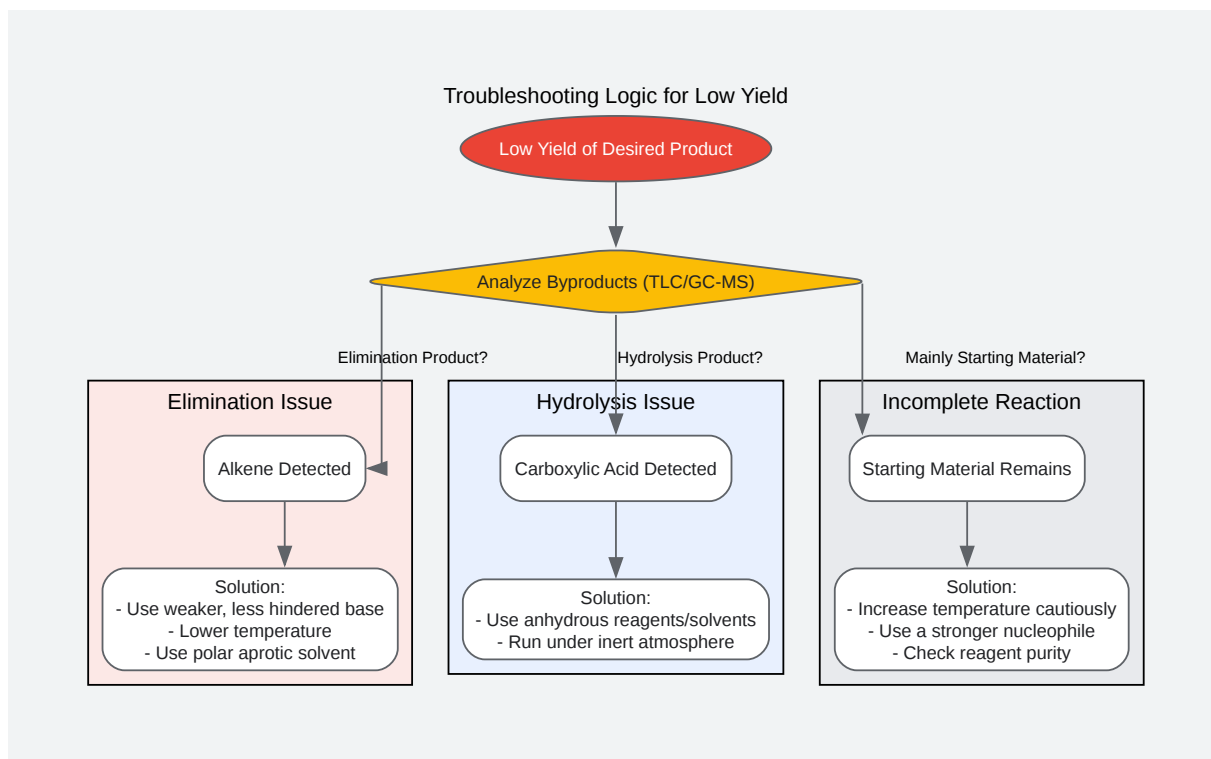 Troubleshooting Logic for Low Yield
Low Yield of Desired Product
Analyze Byproducts (TLC/GC-MS)
Elimination Product?
Hydrolysis Product?
Mainly Starting Material?
Elimination Issue
Alkene Detected
Solution:
- Use weaker, less hindered base
- Lower temperature
- Use polar aprotic solvent
Hydrolysis Issue
Carboxylic Acid Detected
Solution:
- Use anhydrous reagents/solvents
- Run under inert atmosphere
Incomplete Reaction
Starting Material Remains
Solution:
- Increase temperature cautiously
- Use a stronger nucleophile
- Check reagent purity